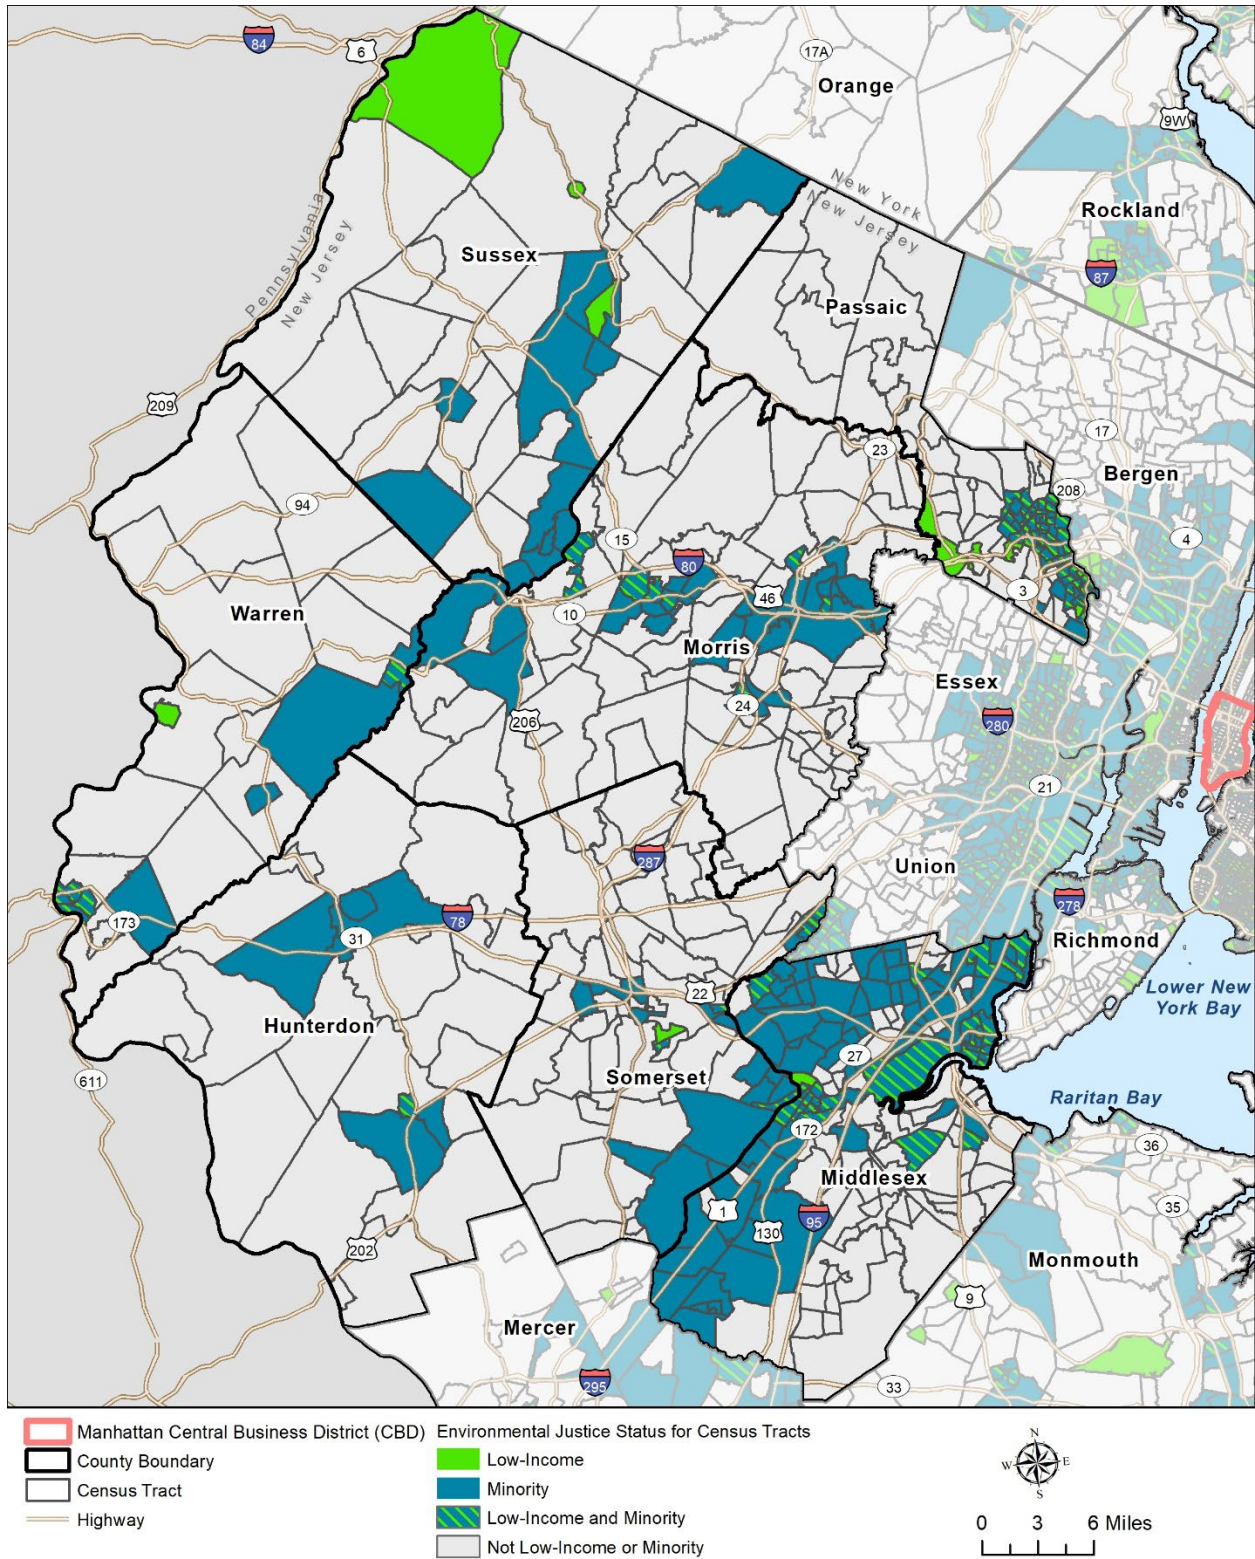 84
6
17A
Orange
9W
New York
New Jersey
Rockland
87
Pennsylvania
New Jersey
Sussex
Passaic
209
17
23
Bergen
208
94
15
4
80
3
46
10
Warren
Morris
Essex
24
206
280
21
287
Union
278
78
173
31
Richmond
22
Lower New
York Bay
Hunterdon
27
Somerset
611
Raritan Bay
172
36
Middlesex
1
95
35
130
202
Monmouth
9
Mercer
295
33
Manhattan Central Business District (CBD)
County Boundary
Census Tract
Highway
Environmental Justice Status for Census Tracts
Low-Income
Minority
Low-Income and Minority
Not Low-Income or Minority
N
W E
S
0 3 6 Miles